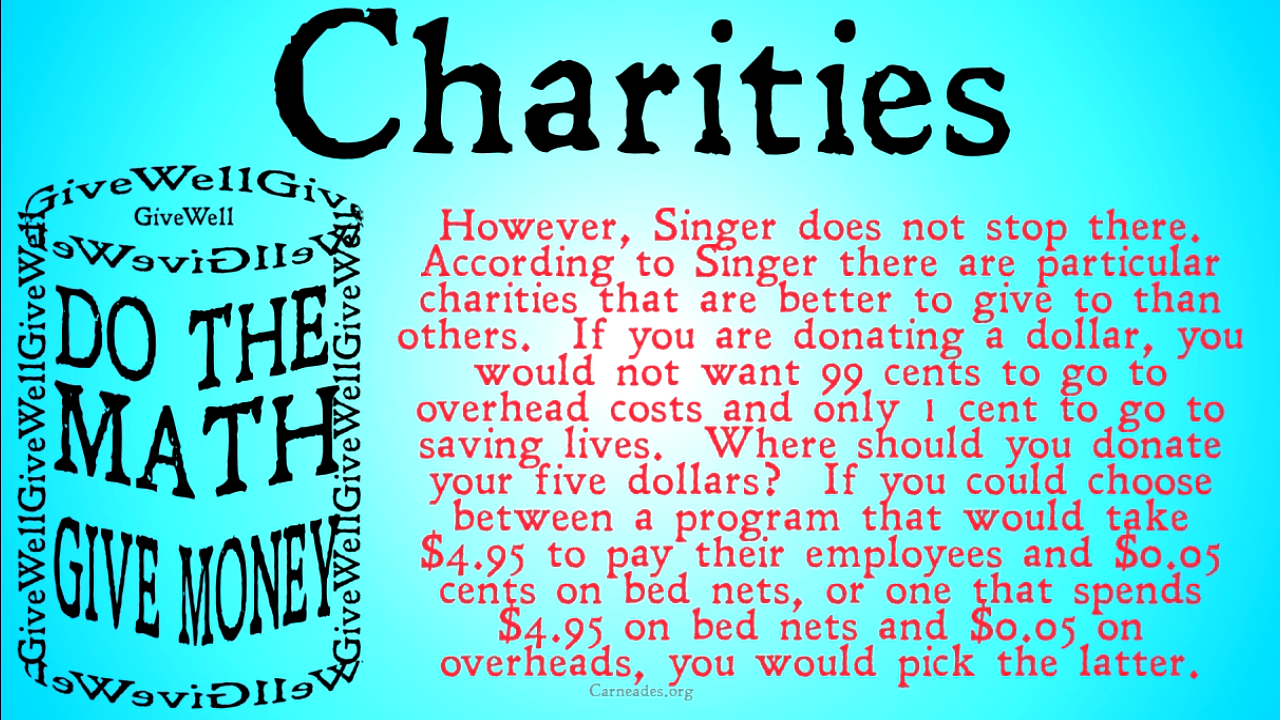 Charities
GiveWellGiv
GiveWell
eWeviGlleWell
GiveWellGiveWellGiveWell
GiveWellGiveWellGiveWell
DO THE
MATH
GIVE MONEY
However, Singer does not stop there.
According to Singer there are particular
charities that are better to give to than
others.  If you are donating a dollar, you
would not want 99 cents to go to
overhead costs and only 1 cent to go to
saving lives.  Where should you donate
your five dollars?  If you could choose
between a program that would take
$4.95 to pay their employees and $0.05
cents on bed nets, or one that spends
$4.95 on bed nets and $0.05 on
overheads, you would pick the latter.
Carneades.org